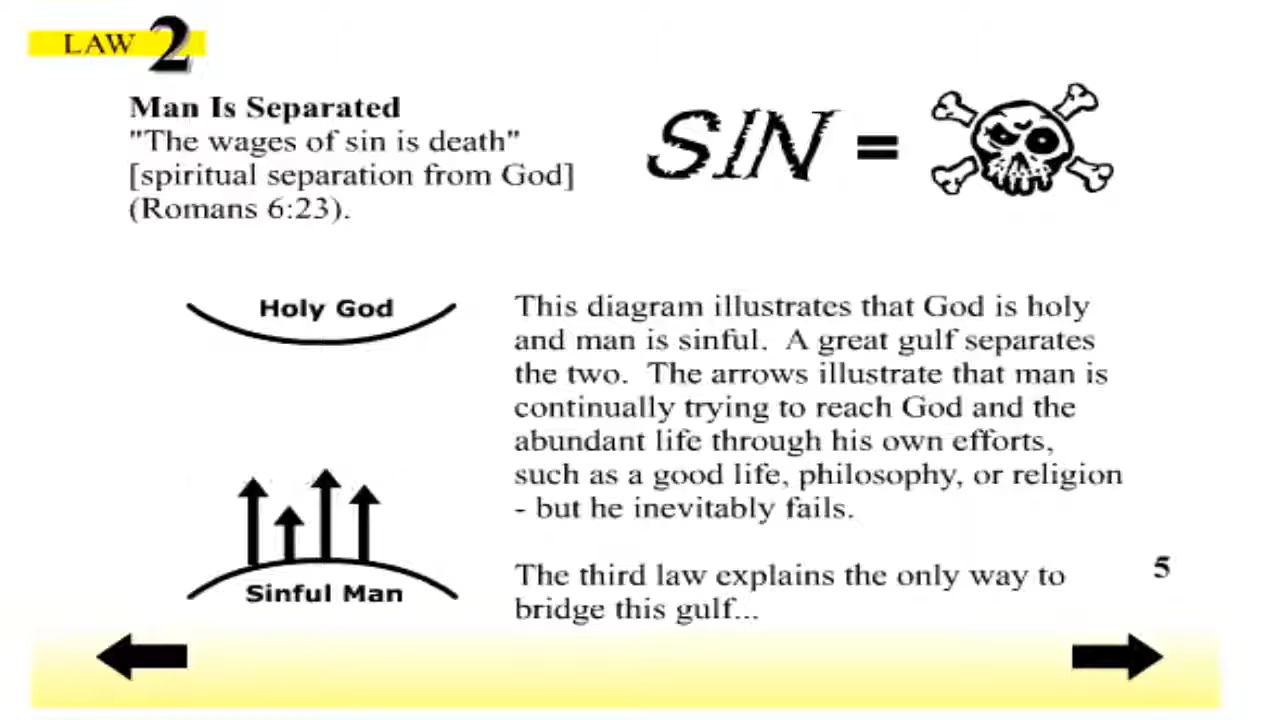 LAW 2
Man Is Separated
"The wages of sin is death"
[spiritual separation from God]
(Romans 6:23).
SIN =
Holy God
This diagram illustrates that God is holy
and man is sinful.  A great gulf separates
the two.  The arrows illustrate that man is
continually trying to reach God and the
abundant life through his own efforts,
such as a good life, philosophy, or religion
- but he inevitably fails.
Sinful Man
The third law explains the only way to
bridge this gulf...
5